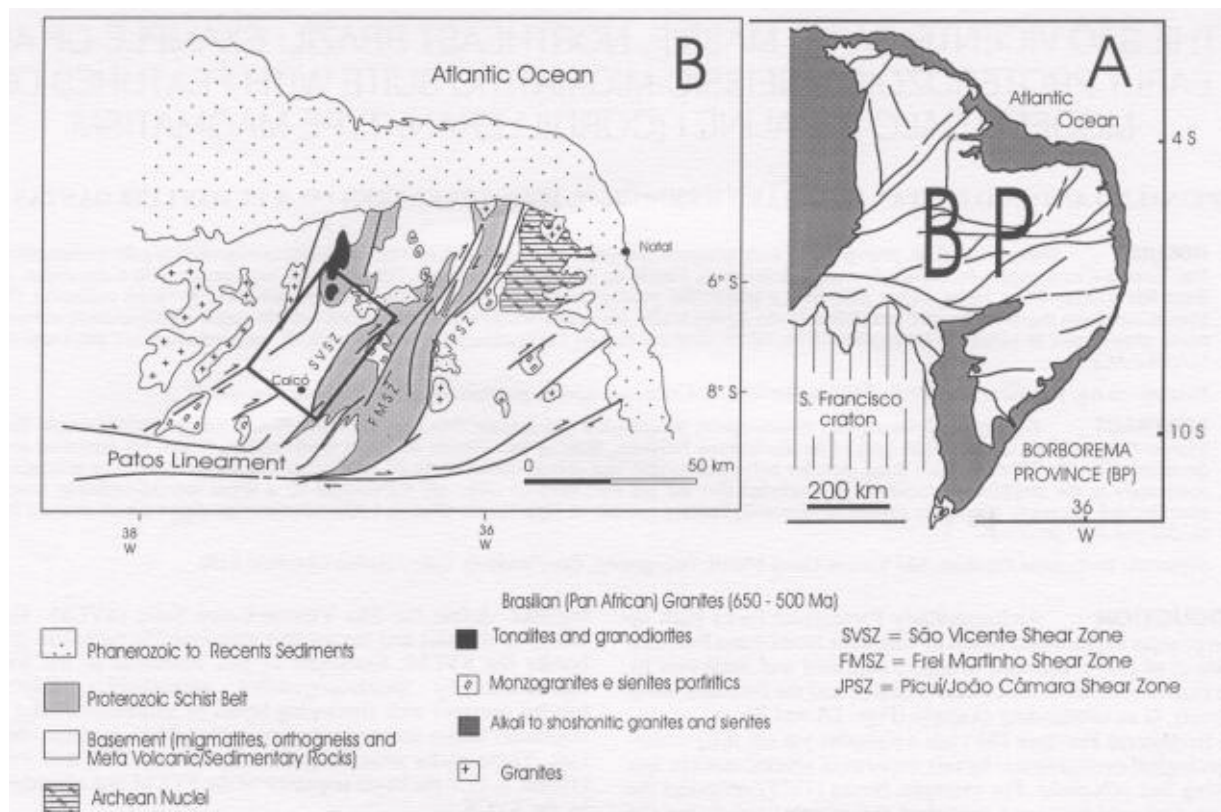 B
Atlantic Ocean
Natal
6° S
8° S
SVSZ
Caicó
FMSZ
JPSZ
Patos Lineament
0 50 km
38
W
36
W
A
Atlantic
Ocean
4 S
B P
S. Francisco
craton
10 S
BORBOREMA
PROVINCE (BP)
200 km
36
W
Brasilian (Pan African) Granites (650 - 500 Ma)
Phanerozoic to Recents Sediments
Proterozoic Schist Belt
Basement (migmatites, orthogneiss and
Meta Volcanic/Sedimentary Rocks)
Archean Nuclei
Tonalites and granodiorites
Monzogranites e sienites porfirítics
Alkali to shoshonitic granites and sienites
Granites
SVSZ = São Vicente Shear Zone
FMSZ = Frei Martinho Shear Zone
JPSZ = Picuí/João Câmara Shear Zone